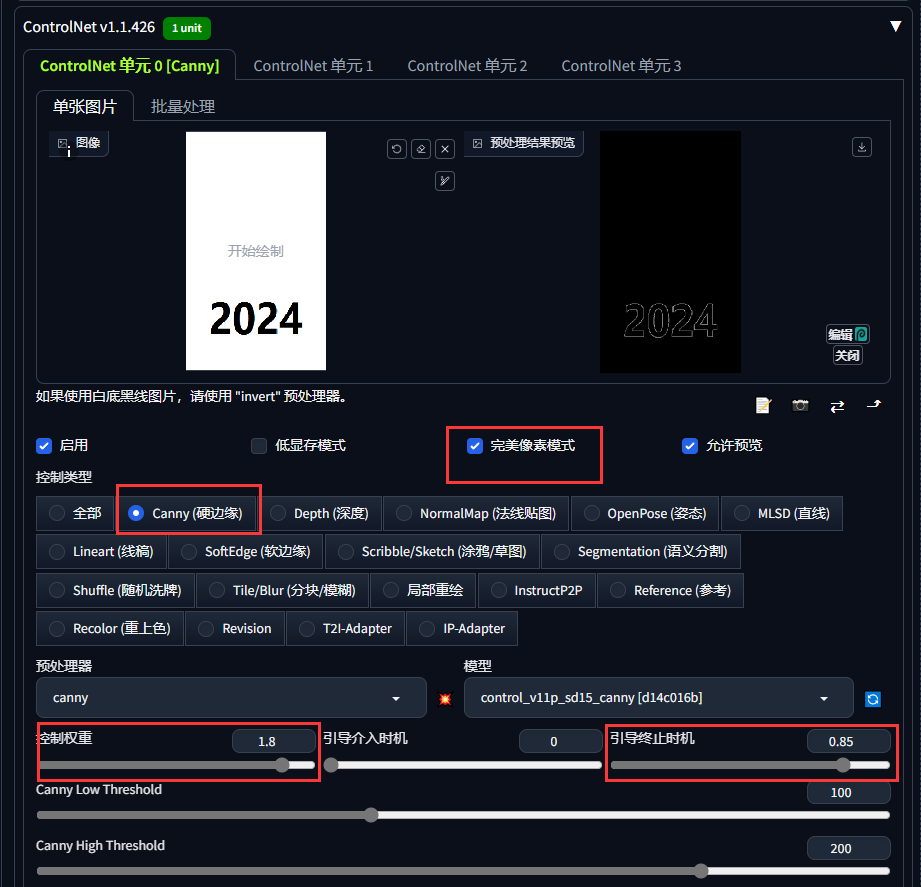 ControlNet v1.1.426 1 unit ▼
ControlNet 单元 0 [Canny] ControlNet 单元 1 ControlNet 单元 2 ControlNet 单元 3
单张图片 批量处理
图像 预处理结果预览
开始绘制
2024 2024
编辑
关闭
如果使用白底黑线图片，请使用 "invert" 预处理器。
启用 低显存模式 完美像素模式 允许预览
控制类型
全部 Canny (硬边缘) Depth (深度) NormalMap (法线贴图) OpenPose (姿态) MLSD (直线)
Lineart (线稿) SoftEdge (软边缘) Scribble/Sketch (涂鸦/草图) Segmentation (语义分割)
Shuffle (随机洗牌) Tile/Blur (分块/模糊) 局部重绘 InstructP2P Reference (参考)
Recolor (重上色) Revision T2I-Adapter IP-Adapter
预处理器 模型
canny control_v11p_sd15_canny [d14c016b]
控制权重 1.8 引导介入时机 0 引导终止时机 0.85
Canny Low Threshold 100
Canny High Threshold 200